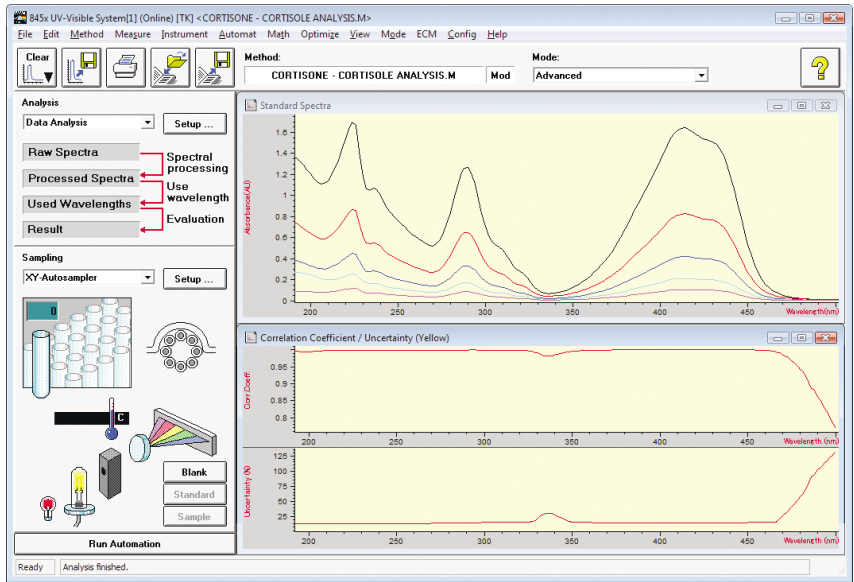 845x UV-Visible System[1] (Online) [TK] <CORTISONE - CORTISOLE ANALYSIS.M>
File Edit Method Measure Instrument Automat Math Optimize View Mode ECM Config Help
Clear
Method:
CORTISONE - CORTISOLE ANALYSIS.M
Mod
Mode:
Advanced
?
Analysis
Data Analysis
Setup ...
Raw Spectra
Spectral
processing
Processed Spectra
Use
wavelength
Used Wavelengths
Evaluation
Result
Sampling
XY-Autosampler
Setup ...
0
C
Blank
Standard
Sample
Run Automation
Standard Spectra
Absorbance(AU)
1.6
1.4
1.2
1
0.8
0.6
0.4
0.2
0
200 250 300 350 400 450
Wavelength(nm)
Correlation Coefficient / Uncertainty (Yellow)
Corr.Coeff.
0.95
0.9
0.85
0.8
200 250 300 350 400 450
Wavelength (nm)
Uncertainty (%)
125
100
75
50
25
200 250 300 350 400 450
Wavelength (nm)
Ready
Analysis finished.